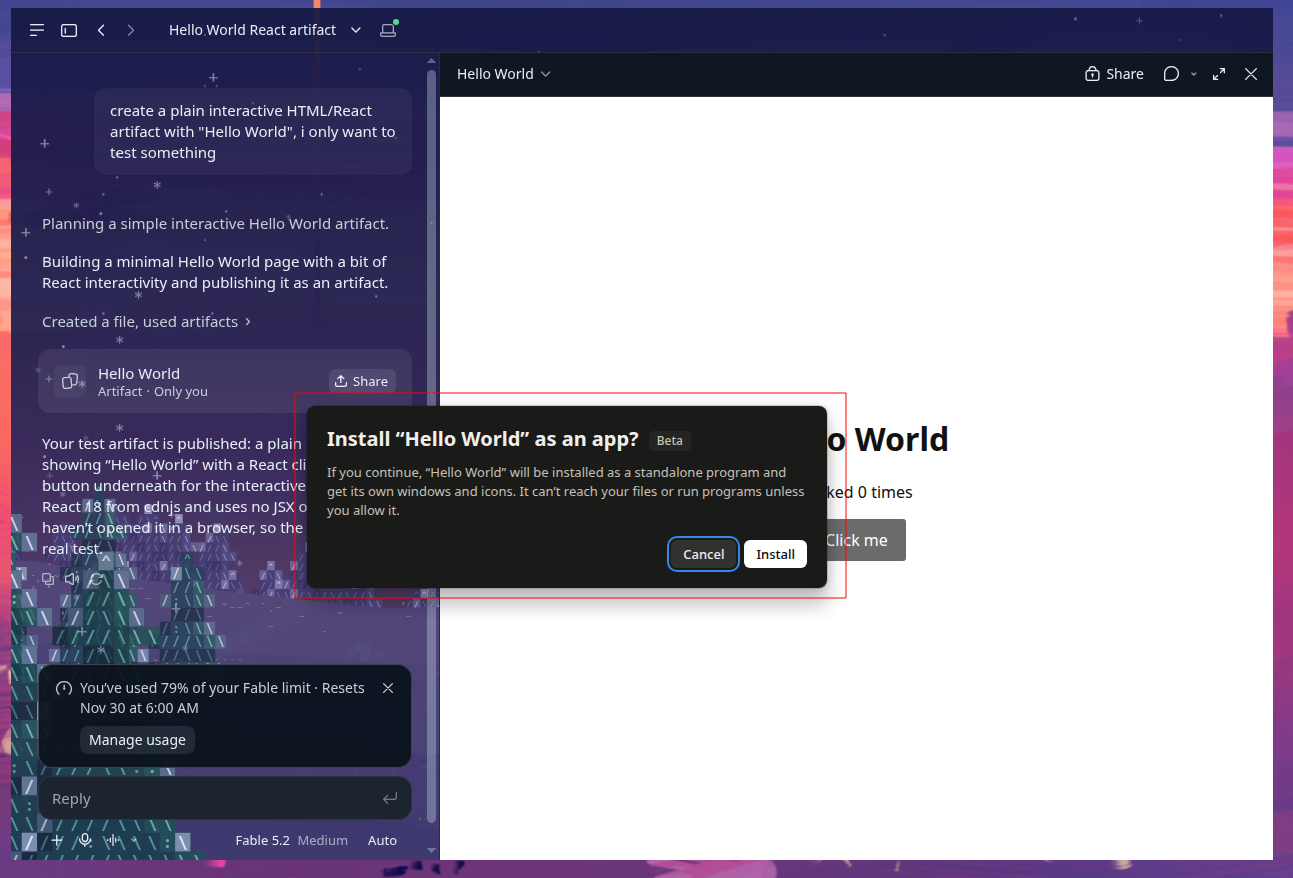 Hello World React artifact
create a plain interactive HTML/React
artifact with "Hello World", i only want to
test something
Planning a simple interactive Hello World artifact.
Building a minimal Hello World page with a bit of
React interactivity and publishing it as an artifact.
Created a file, used artifacts
Hello World
Artifact · Only you
Share
Your test artifact is published: a plain
showing “Hello World” with a React cli
button underneath for the interactive
React 18 from cdnjs and uses no JSX o
haven’t opened it in a browser, so the
real test.
You’ve used 79% of your Fable limit · Resets
Nov 30 at 6:00 AM
Manage usage
Reply
Fable 5.2 Medium Auto
Hello World
Share
o World
ked 0 times
Click me
Install “Hello World” as an app? Beta
If you continue, “Hello World” will be installed as a standalone program and
get its own windows and icons. It can’t reach your files or run programs unless
you allow it.
Cancel
Install